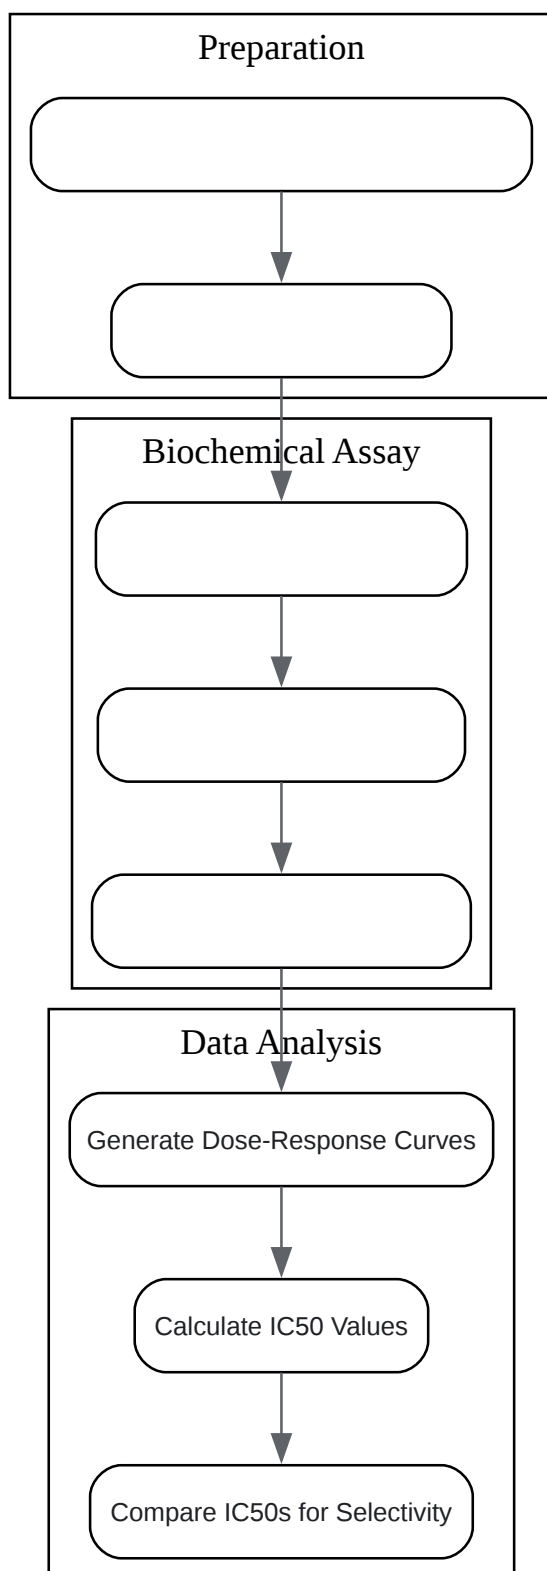 Preparation
Biochemical Assay
Data Analysis
Generate Dose-Response Curves
Calculate IC50 Values
Compare IC50s for Selectivity